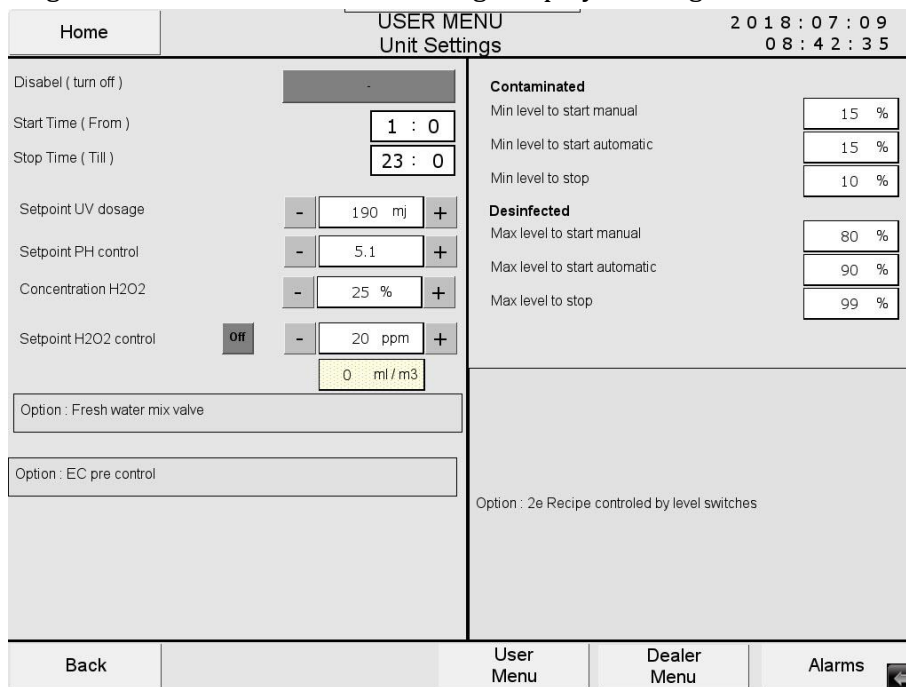 Home
USER MENU
Unit Settings
2018:07:09
08:42:35
Disabel ( turn off )
-
Start Time ( From )
1 : 0
Stop Time ( Till )
23 : 0
Setpoint UV dosage
- 190 mj +
Setpoint PH control
- 5.1 +
Concentration H2O2
- 25 % +
Setpoint H2O2 control
Off
- 20 ppm +
0 ml / m3
Option : Fresh water mix valve
Option : EC pre control
Contaminated
Min level to start manual
15 %
Min level to start automatic
15 %
Min level to stop
10 %
Desinfected
Max level to start manual
80 %
Max level to start automatic
90 %
Max level to stop
99 %
Option : 2e Recipe controled by level switches
Back
User
Menu
Dealer
Menu
Alarms